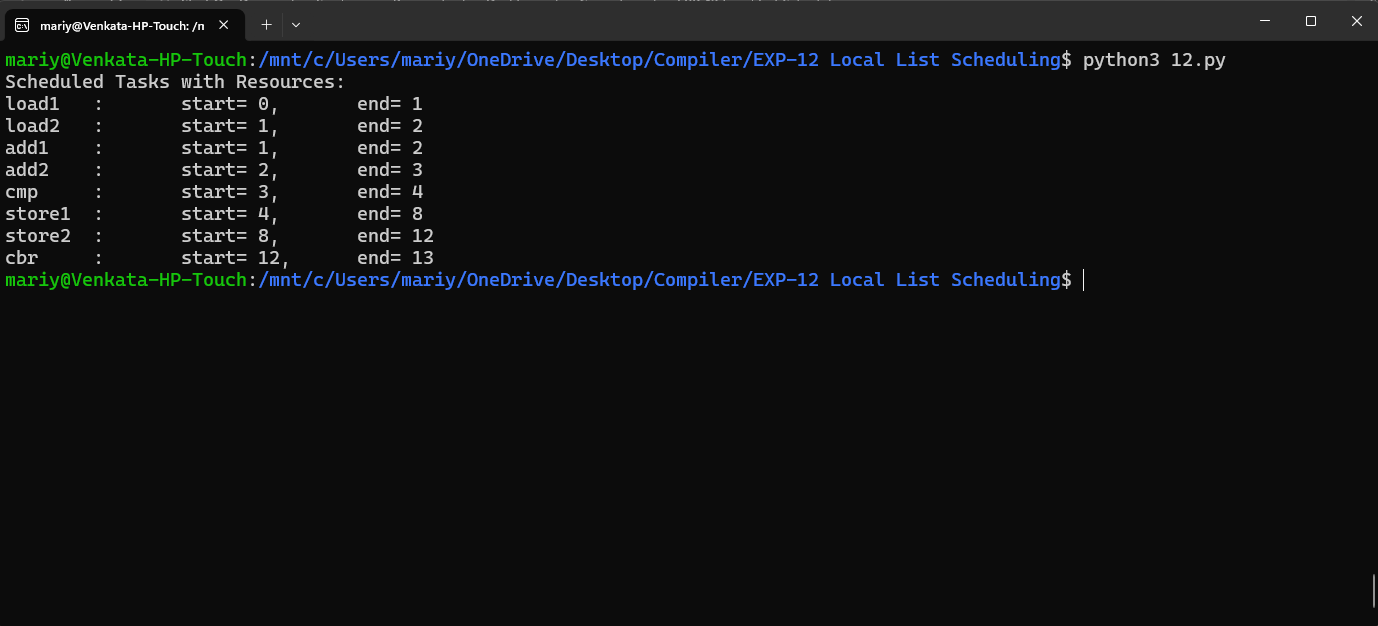 mariy@Venkata-HP-Touch: /n
mariy@Venkata-HP-Touch:/mnt/c/Users/mariy/OneDrive/Desktop/Compiler/EXP-12 Local List Scheduling$ python3 12.py
Scheduled Tasks with Resources:
load1   :       start= 0,       end= 1
load2   :       start= 1,       end= 2
add1    :       start= 1,       end= 2
add2    :       start= 2,       end= 3
cmp     :       start= 3,       end= 4
store1  :       start= 4,       end= 8
store2  :       start= 8,       end= 12
cbr     :       start= 12,      end= 13
mariy@Venkata-HP-Touch:/mnt/c/Users/mariy/OneDrive/Desktop/Compiler/EXP-12 Local List Scheduling$